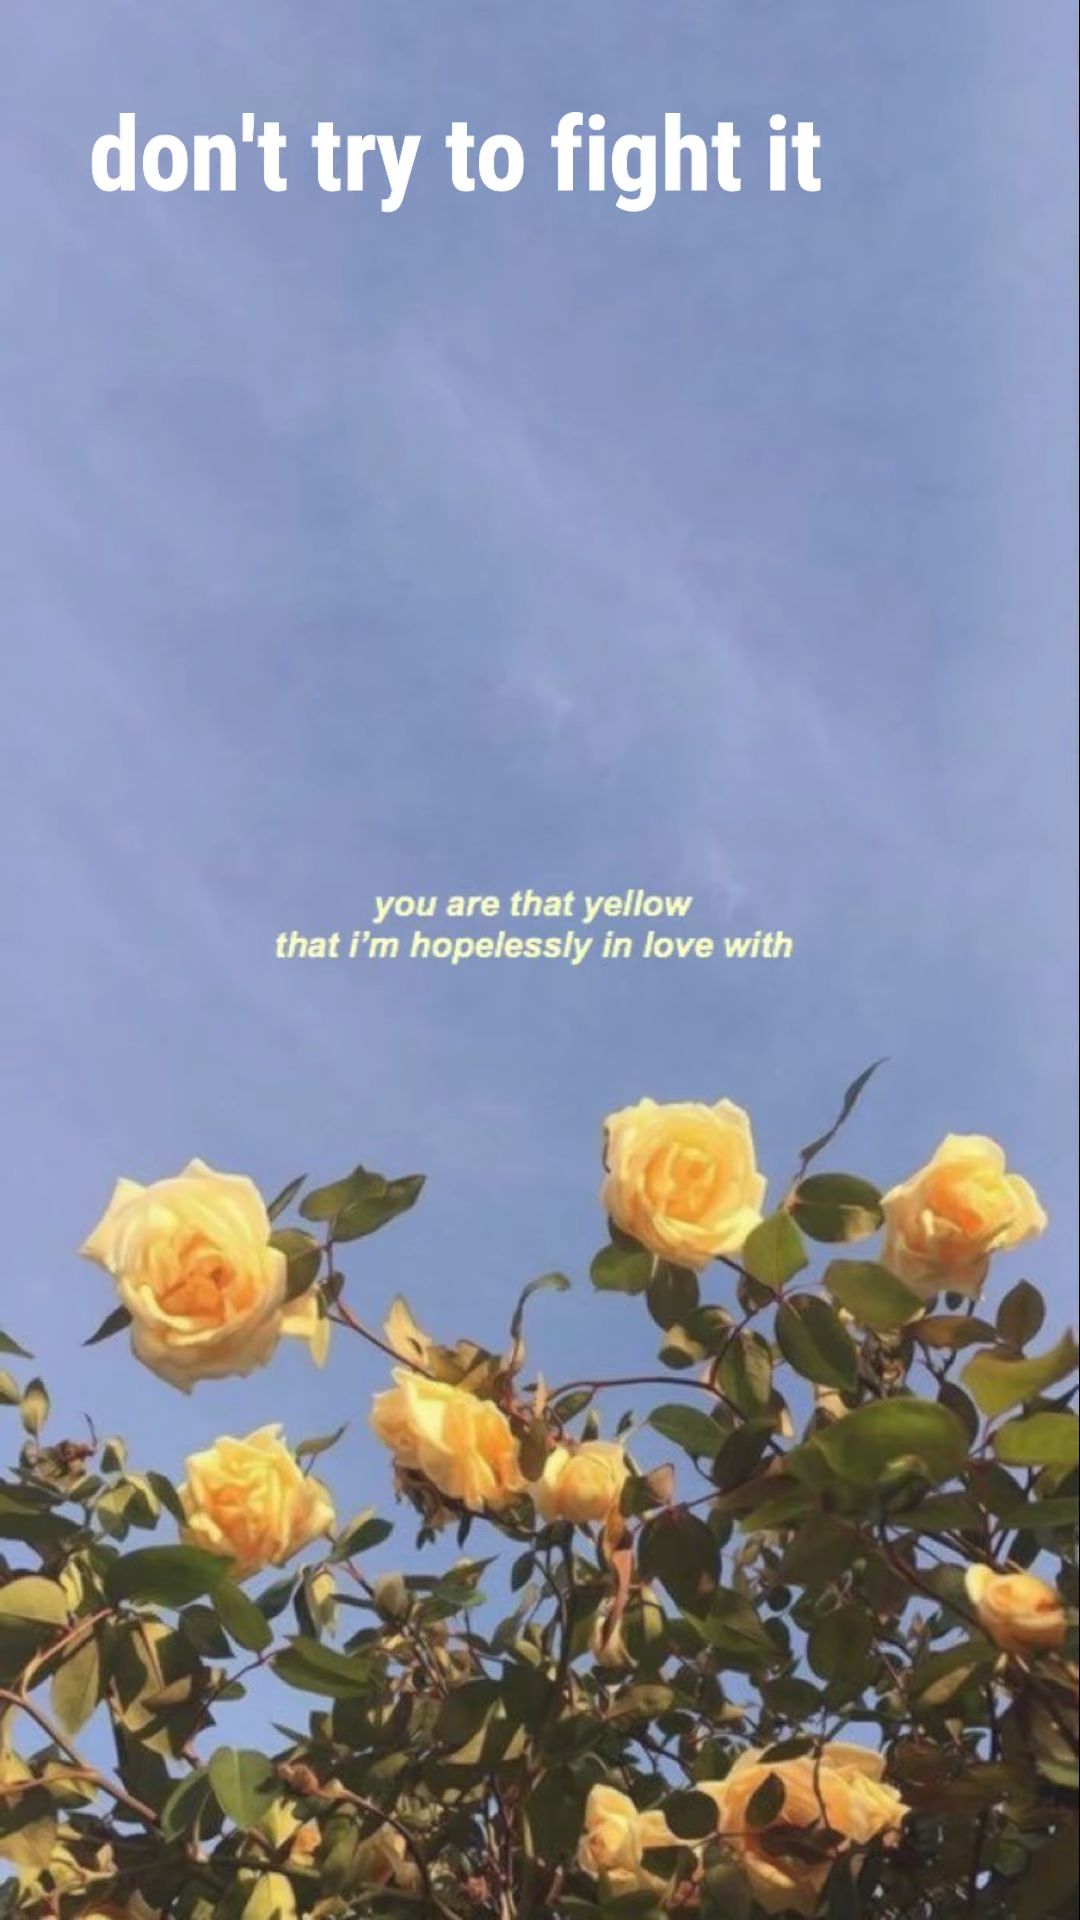 don't try to fight it
you are that yellow
that i’m hopelessly in love with